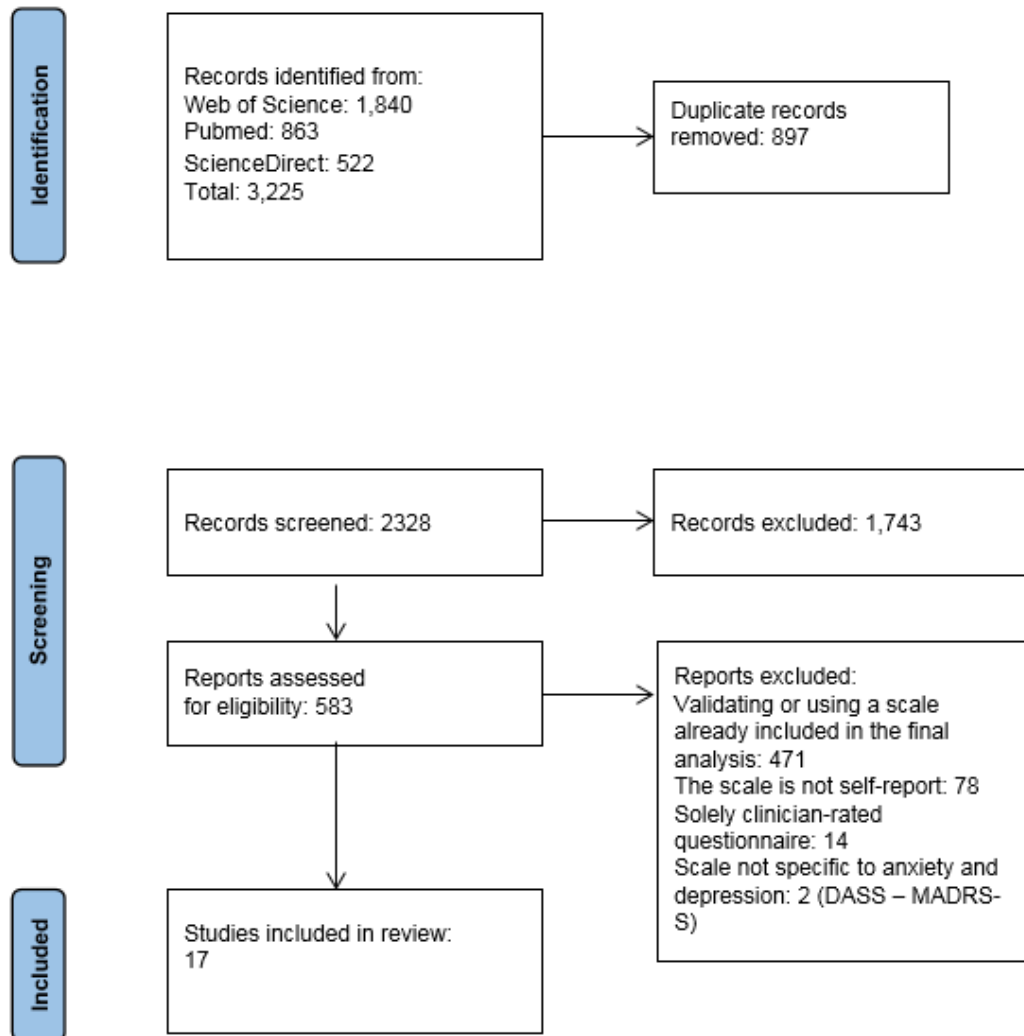 Identification
Records identified from:
Web of Science: 1,840
Pubmed: 863
ScienceDirect: 522
Total: 3,225
Duplicate records
removed: 897
Screening
Records screened: 2328
Records excluded: 1,743
Reports assessed
for eligibility: 583
Reports excluded:
Validating or using a scale
already included in the final
analysis: 471
The scale is not self-report: 78
Solely clinician-rated
questionnaire: 14
Scale not specific to anxiety and
depression: 2 (DASS – MADRS-
S)
Included
Studies included in review:
17